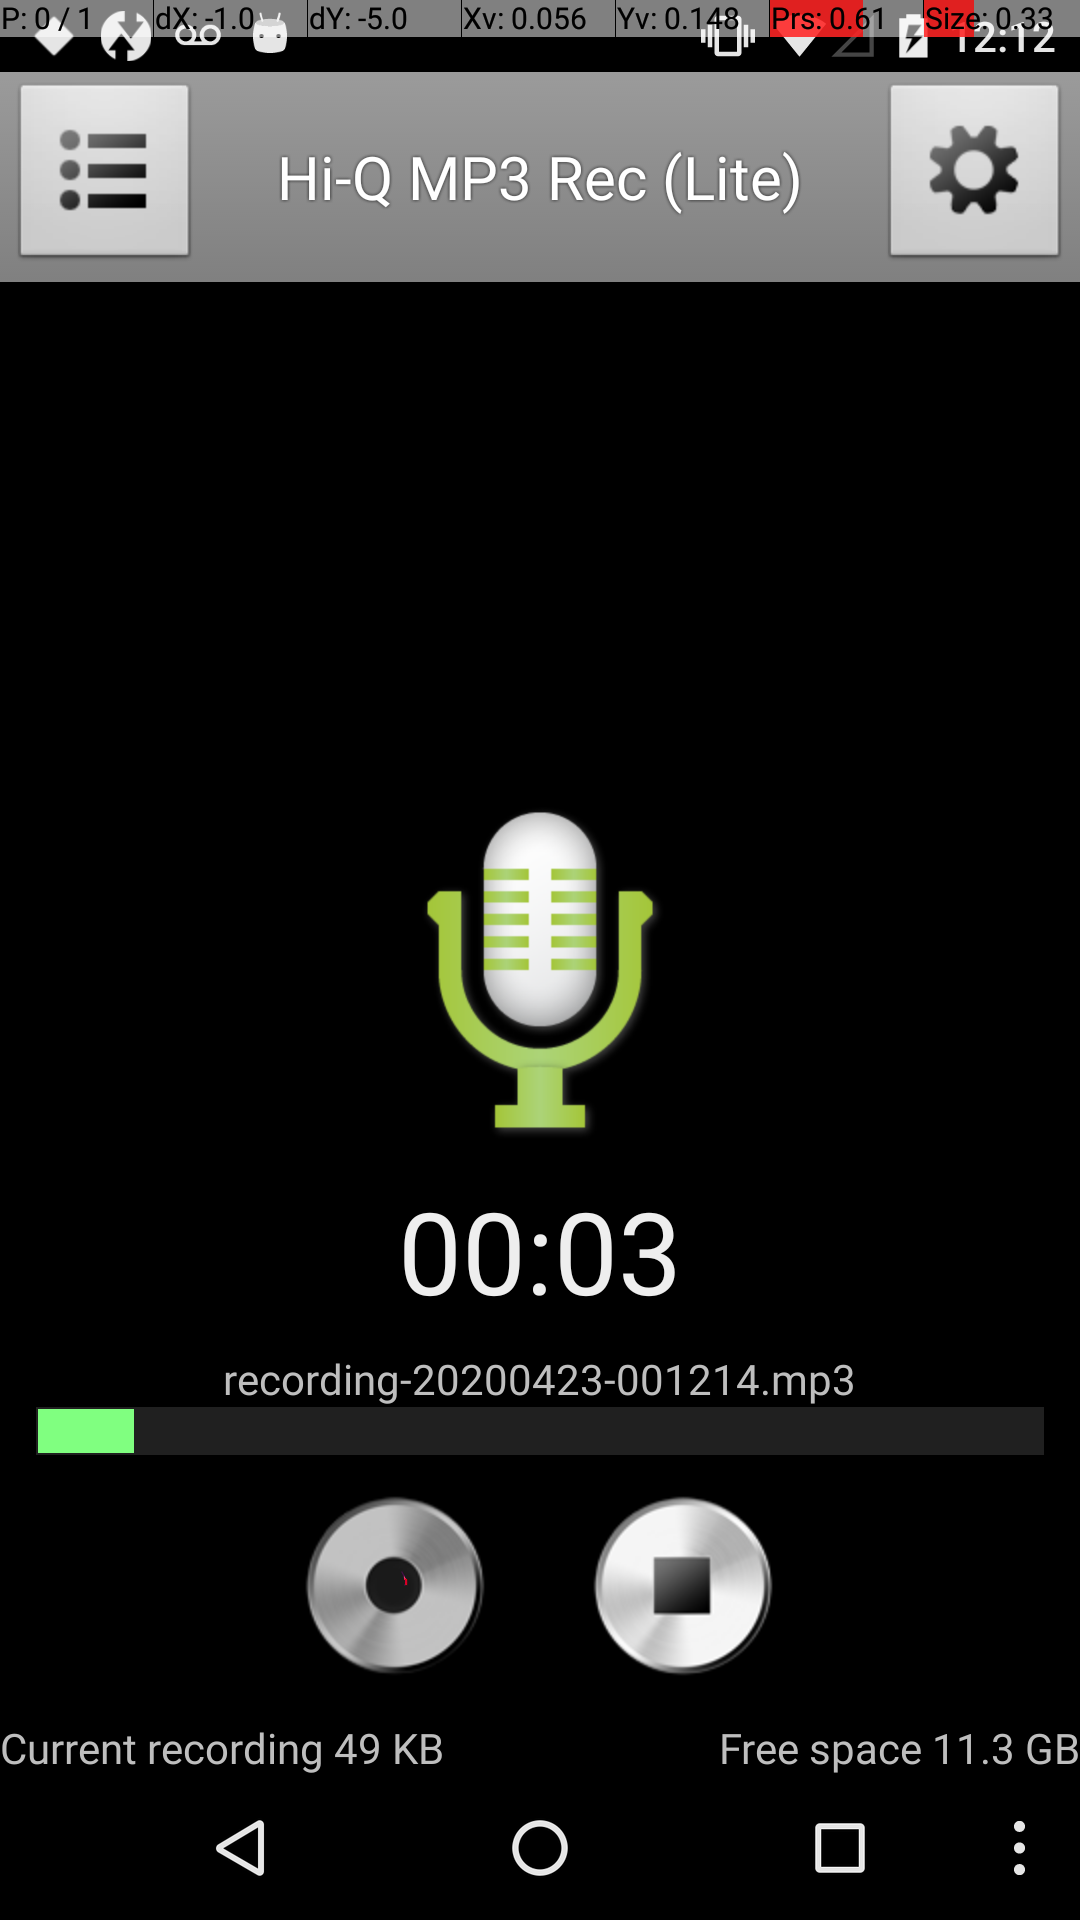 P: 0 / 1 dX: -1.0 dY: -5.0 Xv: 0.056 Yv: 0.148 Prs: 0.61 Size: 0.33
12:12
Hi-Q MP3 Rec (Lite)
00:03
recording-20200423-001214.mp3
Current recording 49 KB Free space 11.3 GB